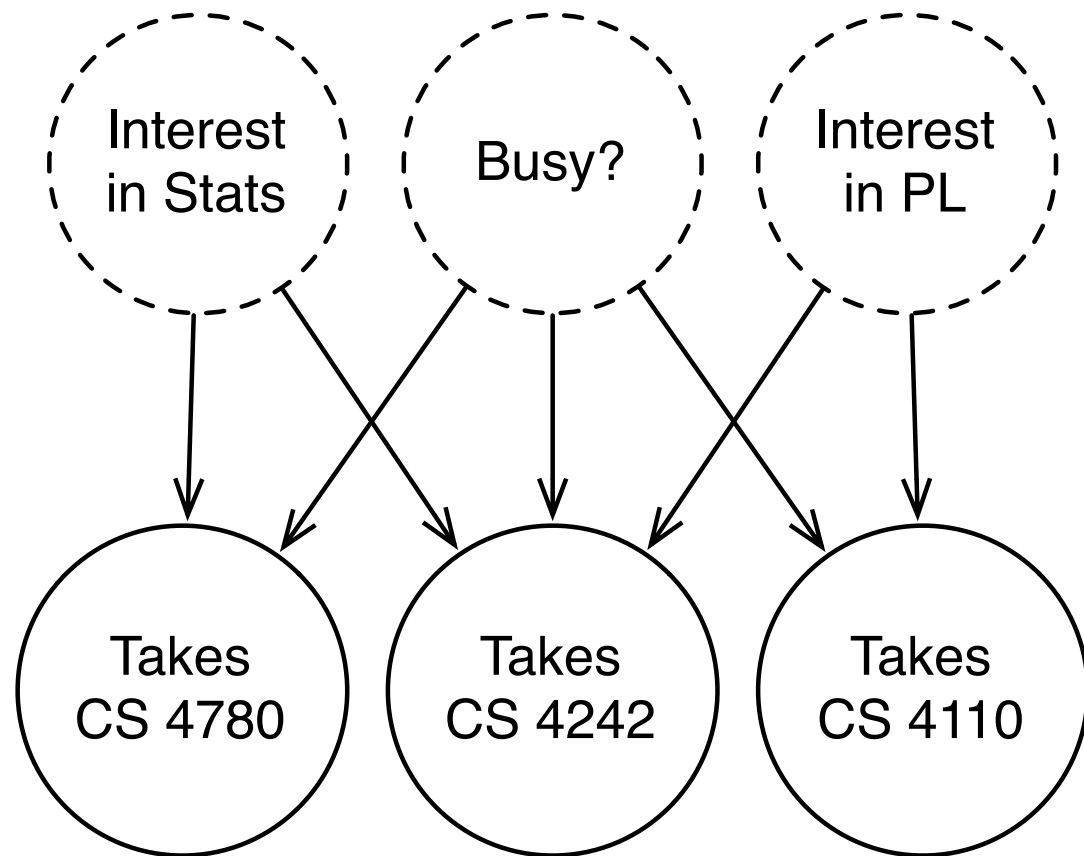 Interest
in Stats
Busy?
Interest
in PL
Takes
CS 4780
Takes
CS 4242
Takes
CS 4110